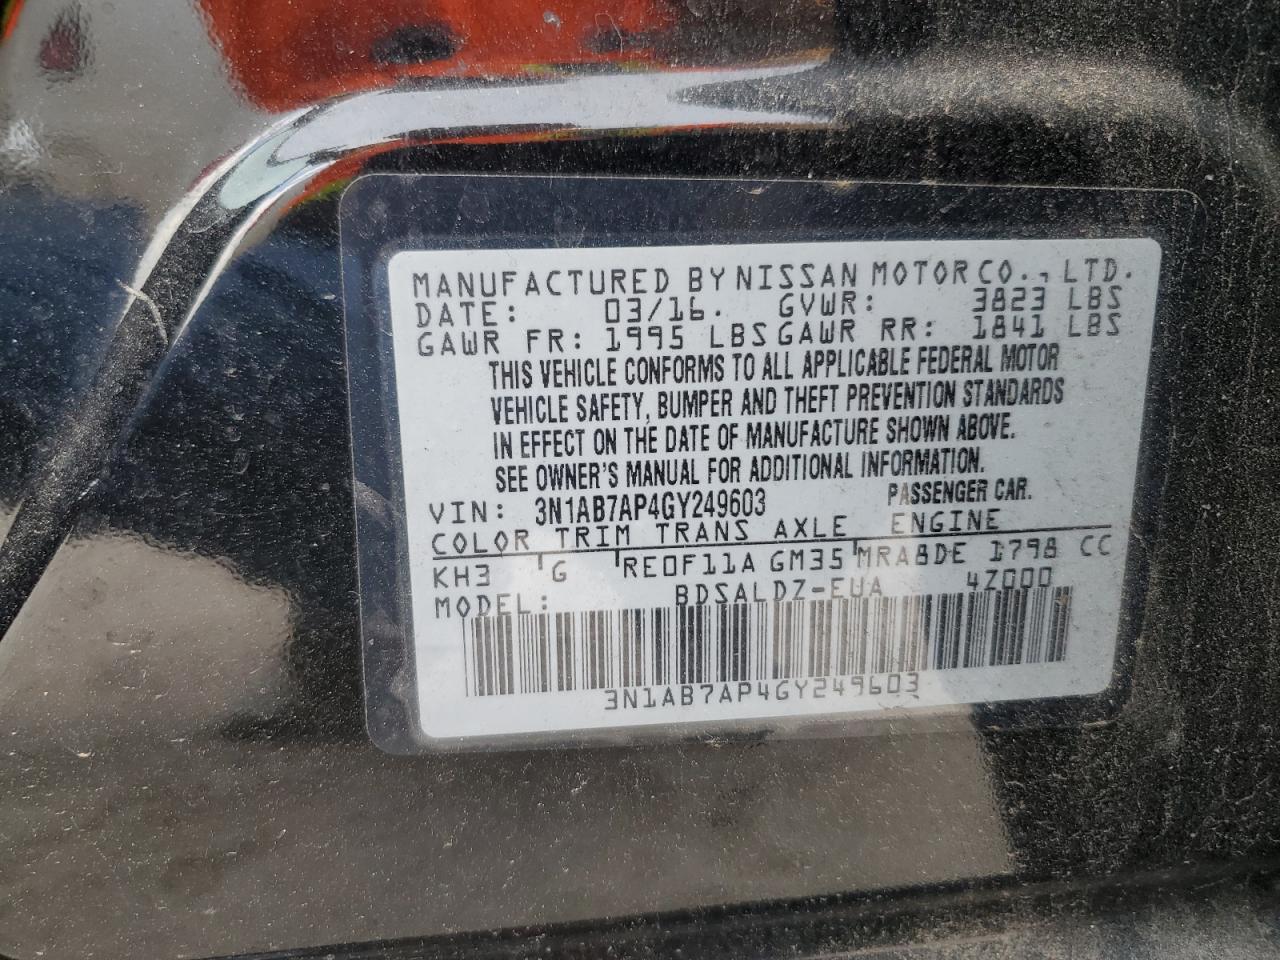 MANUFACTURED BY NISSAN MOTOR CO., LTD.
DATE: 03/16. GVWR: 3823 LBS
GAWR FR: 1995 LBS GAWR RR: 1841 LBS
THIS VEHICLE CONFORMS TO ALL APPLICABLE FEDERAL MOTOR
VEHICLE SAFETY, BUMPER AND THEFT PREVENTION STANDARDS
IN EFFECT ON THE DATE OF MANUFACTURE SHOWN ABOVE.
SEE OWNER'S MANUAL FOR ADDITIONAL INFORMATION.
VIN: 3N1AB7AP4GY249603 PASSENGER CAR.
COLOR TRIM TRANS AXLE ENGINE
KH3 G RE0F11A GM35 MRA8DE 1798 CC
MODEL: BDSALDZ-EUA 4Z000
3N1AB7AP4GY249603